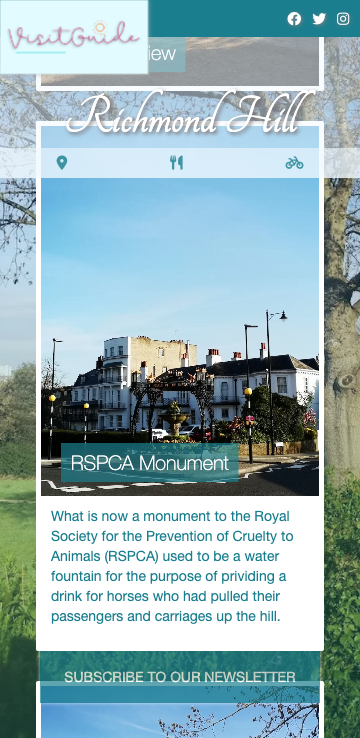 VisitGuide
iew
Richmond Hill
RSPCA Monument
What is now a monument to the Royal
Society for the Prevention of Cruelty to
Animals (RSPCA) used to be a water
fountain for the purpose of prividing a
drink for horses who had pulled their
passengers and carriages up the hill.
SUBSCRIBE TO OUR NEWSLETTER